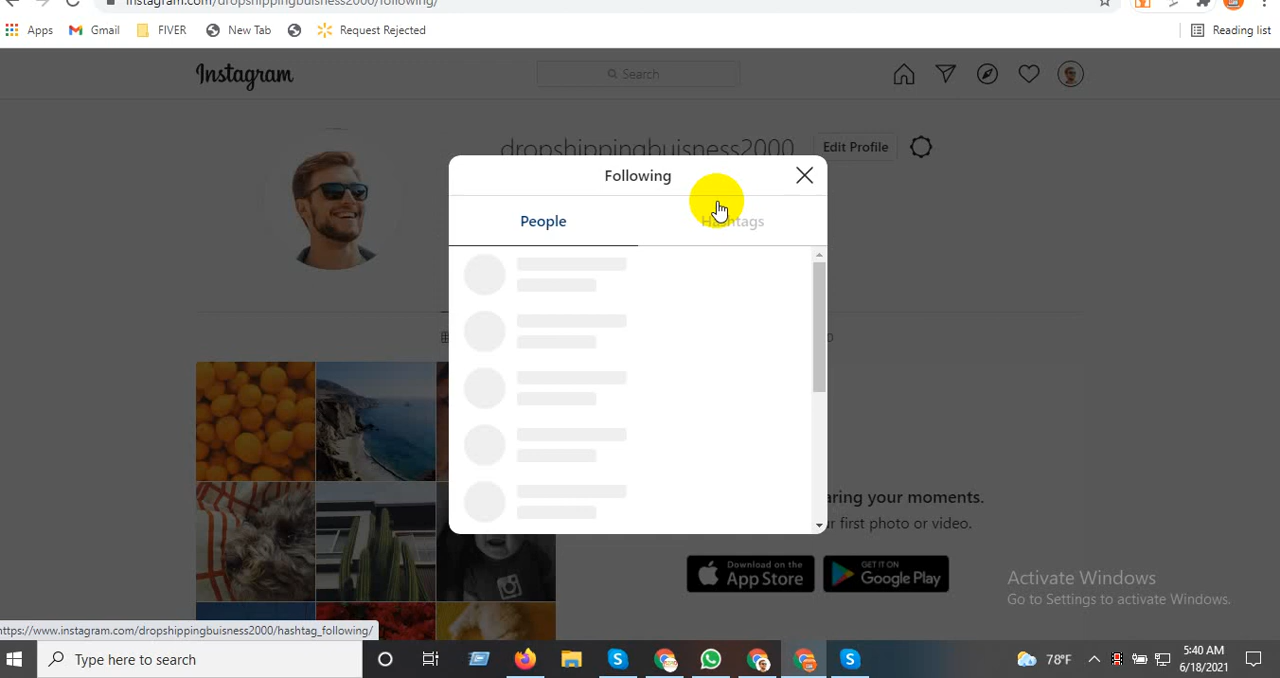 instagram.com/dropshippingbuisness2000/following/
Apps
Gmail
FIVER
New Tab
Request Rejected
Reading list
Instagram
Search
dropshippingbuisness2000
Edit Profile
Following
People
Hashtags
aring your moments.
r first photo or video.
Download on the
App Store
GET IT ON
Google Play
Activate Windows
Go to Settings to activate Windows.
https://www.instagram.com/dropshippingbuisness2000/hashtag_following/
Type here to search
78°F
5:40 AM
6/18/2021